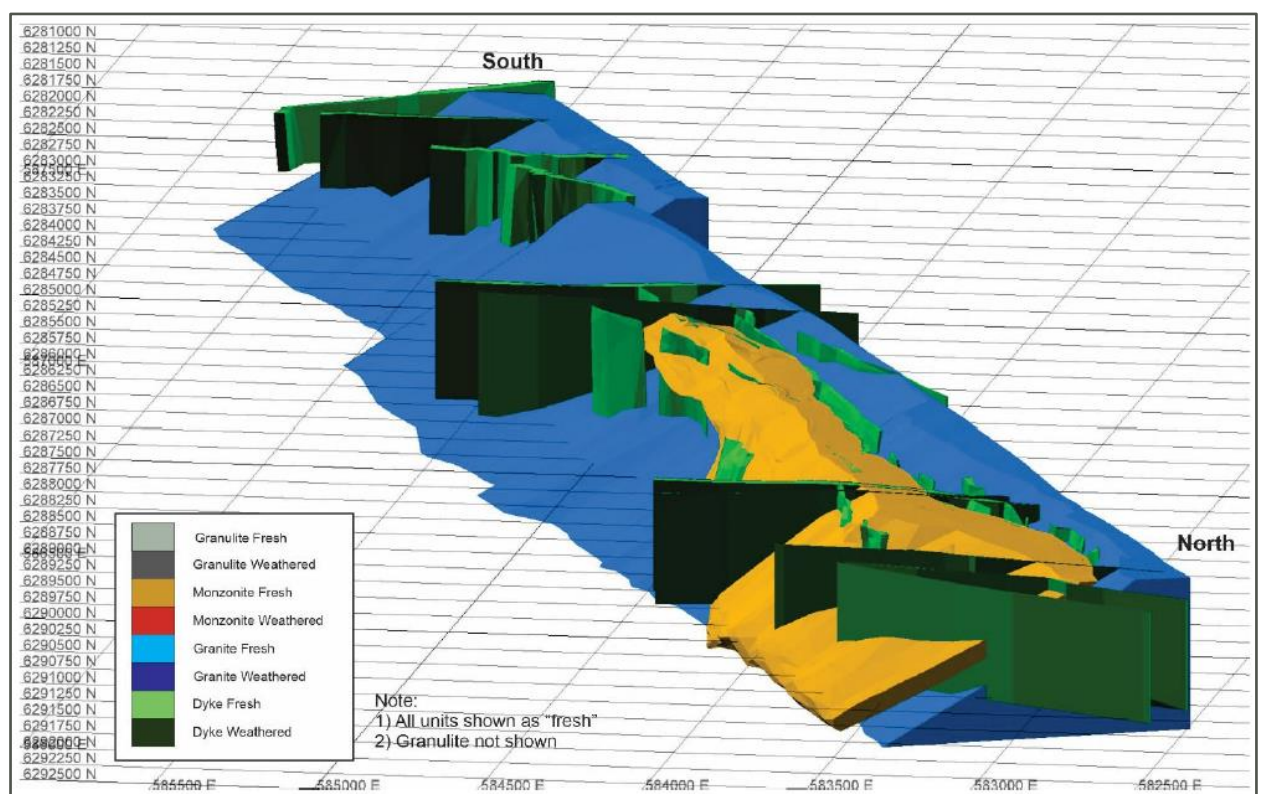 6281000 N
6281250 N
6281500 N
South
6281750 N
6282000 N
6282250 N
6282500 N
6282750 N
6283000 N
6283250 N
6283500 N
6283750 N
6284000 N
6284250 N
6284500 N
6284750 N
6285000 N
6285250 N
6285500 N
6285750 N
6286000 N
6286250 N
6286500 N
6286750 N
6287000 N
6287250 N
6287500 N
6287750 N
6288000 N
6288250 N
6288500 N
6288750 N
6289000 N
6289250 N
6289500 N
6289750 N
6290000 N
6290250 N
6290500 N
6290750 N
6291000 N
6291250 N
6291500 N
6291750 N
6292000 N
6292250 N
6292500 N
North
Granulite Fresh
Granulite Weathered
Monzonite Fresh
Monzonite Weathered
Granite Fresh
Granite Weathered
Dyke Fresh
Dyke Weathered
Note:
1) All units shown as “fresh”
2) Granulite not shown
585500 E
585000 E
584500 E
584000 E
583500 E
583000 E
582500 E